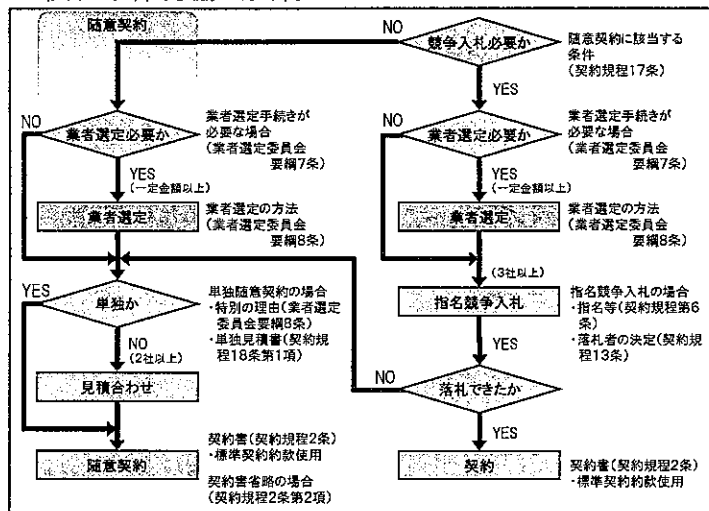 随意契約
NO
競争入札必要か
随意契約に該当する
条件
(契約規程17条)
YES
NO
業者選定必要か
業者選定手続きが
必要な場合
(業者選定委員会
要綱7条)
YES
(一定金額以上)
業者選定
業者選定の方法
(業者選定委員会
要綱8条)
NO
業者選定必要か
業者選定手続きが
必要な場合
(業者選定委員会
要綱7条)
YES
(一定金額以上)
業者選定
業者選定の方法
(業者選定委員会
要綱8条)
YES
単独か
単独随意契約の場合
・特別の理由(業者選定
委員会要綱8条)
・単独見積書(契約規
程18条第1項)
NO
(2社以上)
見積合わせ
(3社以上)
指名競争入札
指名競争入札の場合
・指名等(契約規程第6
条)
・落札者の決定(契約規
程13条)
YES
NO
落札できたか
YES
随意契約
契約書(契約規程2条)
・標準契約約款使用
契約書省略の場合
(契約規程2条第2項)
契約
契約書(契約規程2条)
・標準契約約款使用